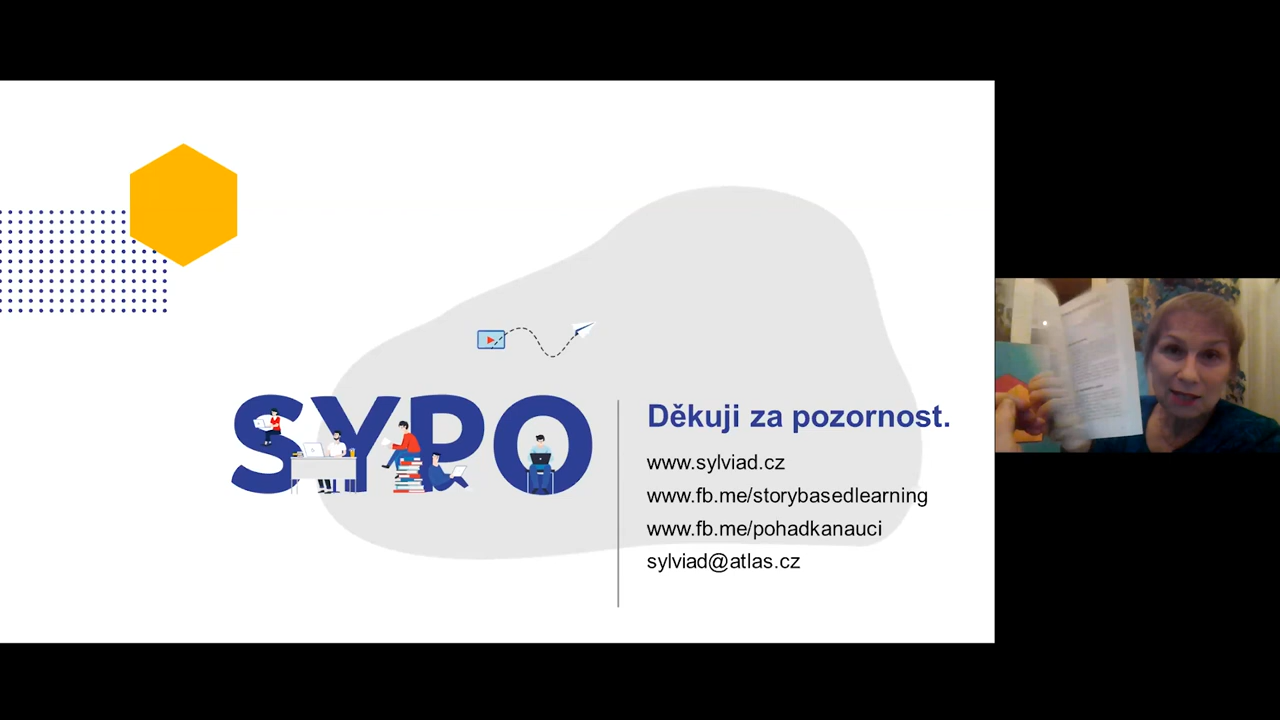 SYPO
Děkuji za pozornost.
www.sylviad.cz
www.fb.me/storybasedlearning
www.fb.me/pohadkanauci
sylviad@atlas.cz